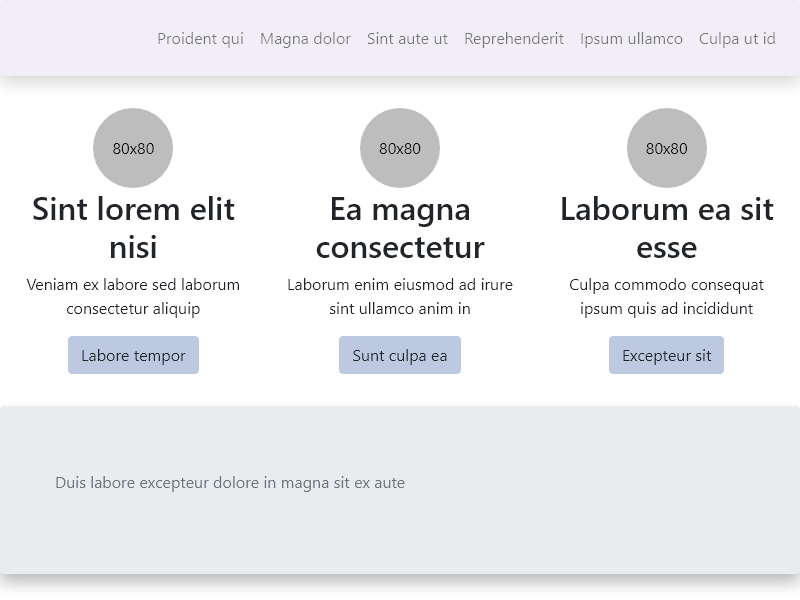 Proident qui Magna dolor Sint aute ut Reprehenderit Ipsum ullamco Culpa ut id
80x80
Sint lorem elit
nisi
Veniam ex labore sed laborum
consectetur aliquip
Labore tempor
80x80
Ea magna
consectetur
Laborum enim eiusmod ad irure
sint ullamco anim in
Sunt culpa ea
80x80
Laborum ea sit
esse
Culpa commodo consequat
ipsum quis ad incididunt
Excepteur sit
Duis labore excepteur dolore in magna sit ex aute